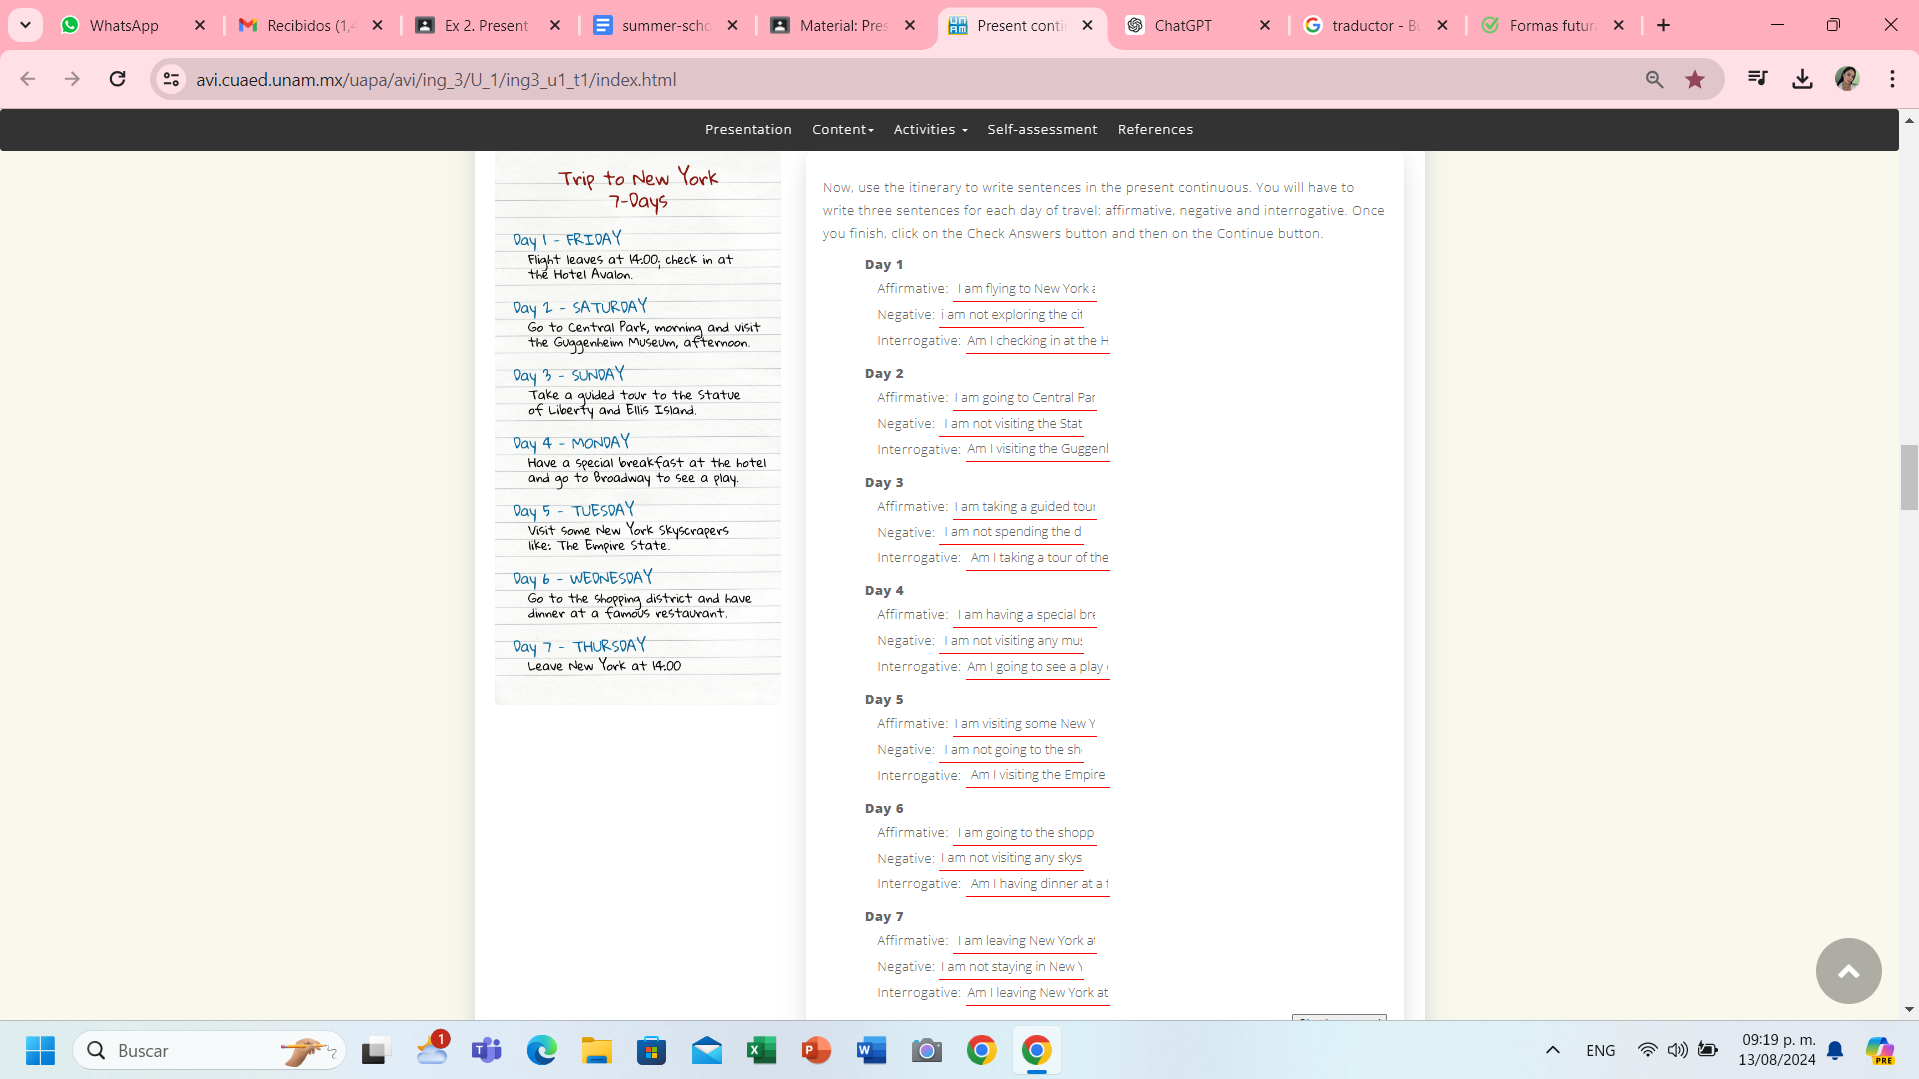 WhatsApp
Recibidos (1,4
Ex 2. Present
summer-scho
Material: Pres
Present conti
ChatGPT
traductor - Bu
Formas futur
avi.cuaed.unam.mx/uapa/avi/ing_3/U_1/ing3_u1_t1/index.html
Presentation Content Activities Self-assessment References
Trip to New York
7-Days
Day 1 - FRIDAY
Flight leaves at 14:00; check in at
the Hotel Avalon.
Day 2 - SATURDAY
Go to Central Park, morning and visit
the Guggenheim Museum, afternoon.
Day 3 - SUNDAY
Take a guided tour to the Statue
of Liberty and Ellis Island.
Day 4 - MONDAY
Have a special breakfast at the hotel
and go to Broadway to see a play.
Day 5 - TUESDAY
Visit some New York Skyscrapers
like: The Empire State.
Day 6 - WEDNESDAY
Go to the shopping district and have
dinner at a famous restaurant.
Day 7 - THURSDAY
Leave New York at 14:00
Now, use the itinerary to write sentences in the present continuous. You will have to
write three sentences for each day of travel: affirmative, negative and interrogative. Once
you finish, click on the Check Answers button and then on the Continue button.
Day 1
Affirmative: I am flying to New York a
Negative: i am not exploring the cit
Interrogative: Am I checking in at the H
Day 2
Affirmative: I am going to Central Par
Negative: I am not visiting the Stat
Interrogative: Am I visiting the Guggenl
Day 3
Affirmative: I am taking a guided tour
Negative: I am not spending the d
Interrogative: Am I taking a tour of the
Day 4
Affirmative: I am having a special bre
Negative: I am not visiting any mus
Interrogative: Am I going to see a play
Day 5
Affirmative: I am visiting some New Y
Negative: I am not going to the sh
Interrogative: Am I visiting the Empire
Day 6
Affirmative: I am going to the shopp
Negative: I am not visiting any skys
Interrogative: Am I having dinner at a f
Day 7
Affirmative: I am leaving New York at
Negative: I am not staying in New Y
Interrogative: Am I leaving New York at
Buscar
1
ENG
09:19 p. m.
13/08/2024
PRE